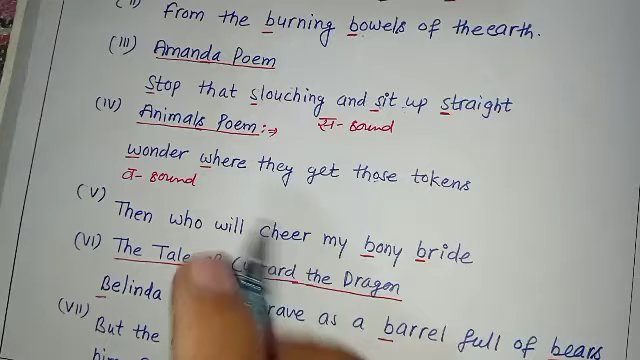 (II) from the burning bowels of the earth.
(III) Amanda Poem
Stop that slouching and sit up straight
(IV) Animals Poem :→ स- sound
wonder where they get those tokens
व- sound
(V) Then who will cheer my bony bride
(VI) The Tale Custard the Dragon
Belinda as a barrel full of bears
(VII) But the
him